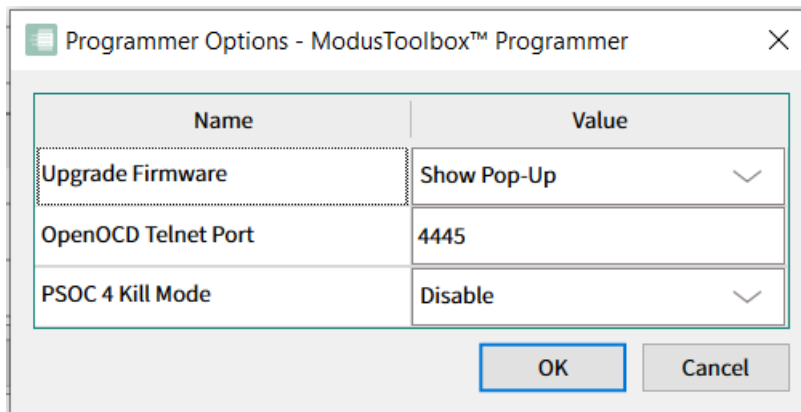 Programmer Options - ModusToolbox™ Programmer
Name Value
Upgrade Firmware Show Pop-Up
OpenOCD Telnet Port 4445
PSOC 4 Kill Mode Disable
OK Cancel